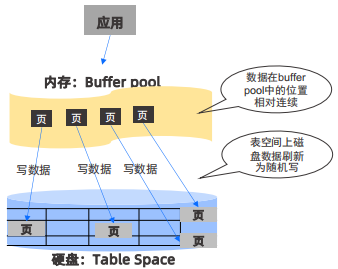 应用
内存：Buffer pool
数据在buffer
pool中的位置
相对连续
页 页 页 页
表空间上磁
盘数据刷新
为随机写
写数据 写数据 写数据
页
页 页
页
硬盘：Table Space